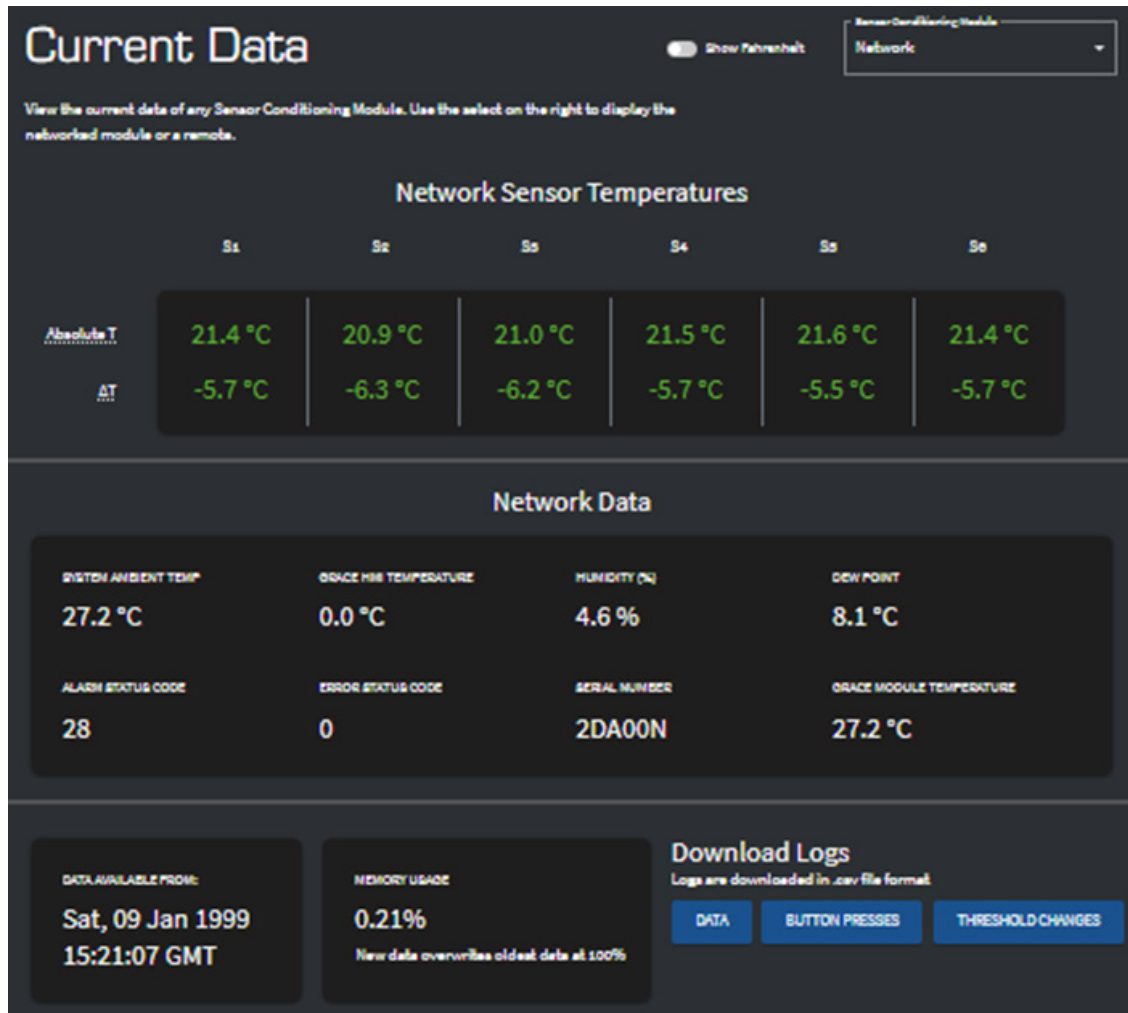 Current Data
Show Fahrenheit
Sensor Conditioning Module
Network
View the current data of any Sensor Conditioning Module. Use the select on the right to display the
networked module or a remote.
Network Sensor Temperatures
S1 S2 S3 S4 S5 S6
Absolute T 21.4 °C 20.9 °C 21.0 °C 21.5 °C 21.6 °C 21.4 °C
ΔT -5.7 °C -6.3 °C -6.2 °C -5.7 °C -5.5 °C -5.7 °C
Network Data
SYSTEM AMBIENT TEMP GRACE HMI TEMPERATURE HUMIDITY (%) DEW POINT
27.2 °C 0.0 °C 4.6 % 8.1 °C
ALARM STATUS CODE ERROR STATUS CODE SERIAL NUMBER GRACE MODULE TEMPERATURE
28 0 2DA00N 27.2 °C
DATA AVAILABLE FROM:
Sat, 09 Jan 1999
15:21:07 GMT
MEMORY USAGE
0.21%
New data overwrites oldest data at 100%
Download Logs
Logs are downloaded in .csv file format
DATA BUTTON PRESSES THRESHOLD CHANGES